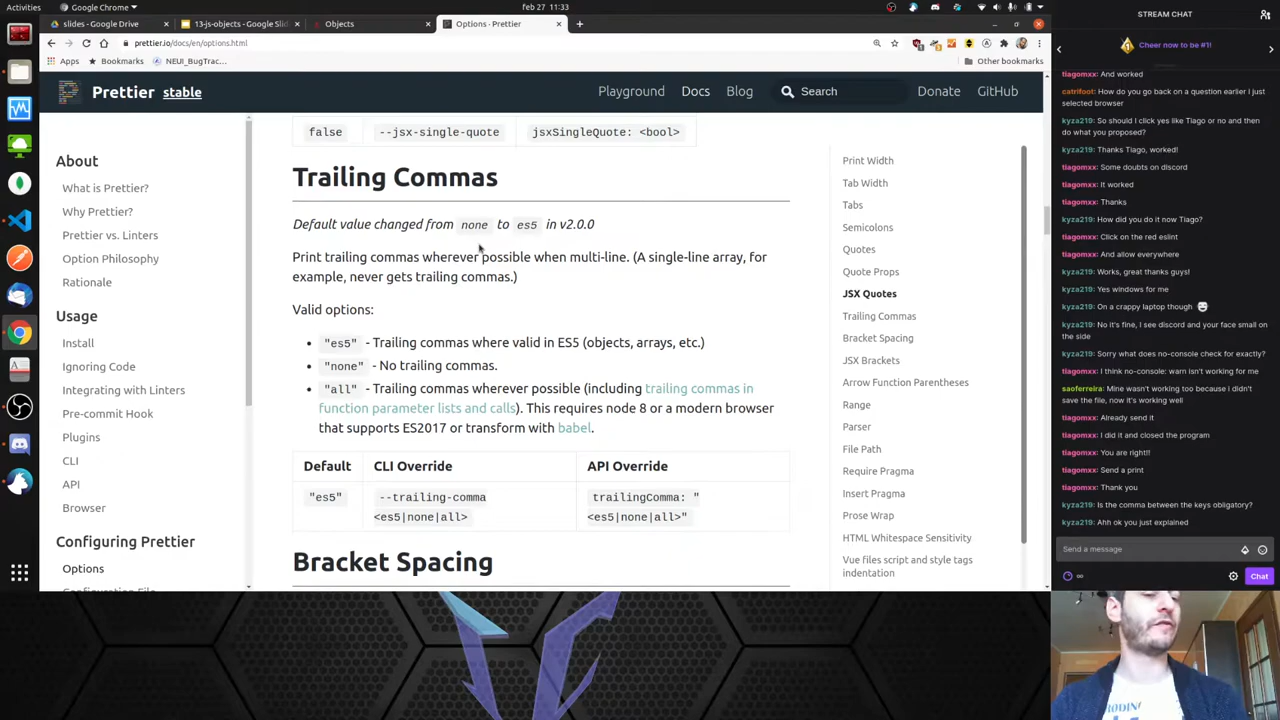 Activities
Google Chrome
Feb 26 11:33
STREAM CHAT
slides - Google Drive
13-js-objects - Google Slid
Objects
Options · Prettier
prettier.io/docs/en/options.html
Apps
Bookmarks
NEUI_BugTrac...
Other bookmarks
Cheer now to be #1!
Prettier stable
Playground
Docs
Blog
Search
Donate
GitHub
About
What is Prettier?
Why Prettier?
Prettier vs. Linters
Option Philosophy
Rationale
Usage
Install
Ignoring Code
Integrating with Linters
Pre-commit Hook
Plugins
CLI
API
Browser
Configuring Prettier
Options
false
--jsx-single-quote
jsxSingleQuote: <bool>
Trailing Commas
Default value changed from none to es5 in v2.0.0
Print trailing commas wherever possible when multi-line. (A single-line array, for
example, never gets trailing commas.)
Valid options:
• "es5" - Trailing commas where valid in ES5 (objects, arrays, etc.)
• "none" - No trailing commas.
• "all" - Trailing commas wherever possible (including trailing commas in
function parameter lists and calls). This requires node 8 or a modern browser
that supports ES2017 or transform with babel.
Default
CLI Override
API Override
"es5"
--trailing-comma
<es5|none|all>
trailingComma: "
<es5|none|all>"
Bracket Spacing
Print Width
Tab Width
Tabs
Semicolons
Quotes
Quote Props
JSX Quotes
Trailing Commas
Bracket Spacing
JSX Brackets
Arrow Function Parentheses
Range
Parser
File Path
Require Pragma
Insert Pragma
Prose Wrap
HTML Whitespace Sensitivity
Vue files script and style tags
indentation
tiagomxx: And worked
catrifoot: How do you go back on a question earlier I just
selected browser
kyza219: So should I click yes like Tiago or no and then
do what you proposed?
kyza219: Thanks Tiago, worked!
tiagomxx: Some doubts on discord
tiagomxx: It worked
tiagomxx: Thanks
kyza219: How did you do it now Tiago?
tiagomxx: Click on the red eslint
tiagomxx: And allow everywhere
kyza219: Works, great thanks guys!
kyza219: Yes windows for me
kyza219: On a crappy laptop though
kyza219: No it's fine, I see discord and your face small on
the side
kyza219: Sorry what does no-console check for exactly?
tiagomxx: I think no-console: warn isn't working for me
saoferreira: Mine wasn't working too because i didn't
save the file, now it's working well
tiagomxx: Already send it
tiagomxx: I did it and closed the program
tiagomxx: You are right!!
tiagomxx: Send a print
tiagomxx: Thank you
kyza219: Is the comma between the keys obligatory?
kyza219: Ahh ok you just explained
Send a message
Chat